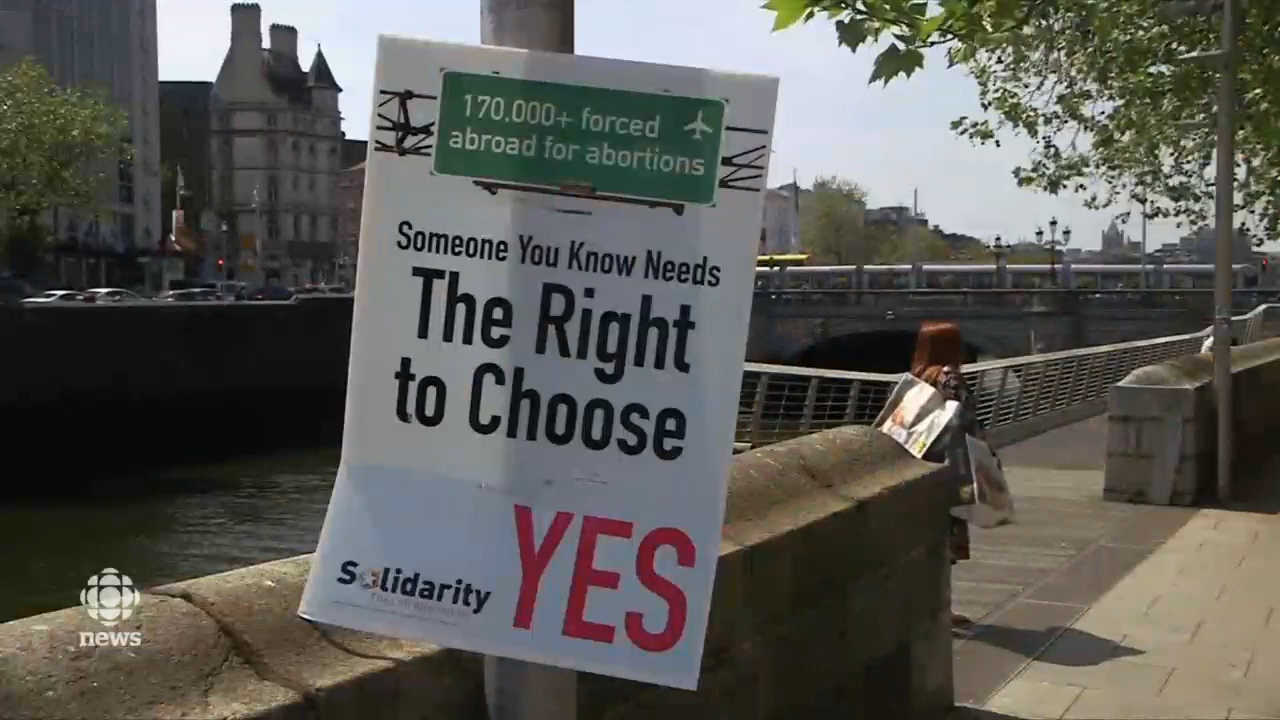 170.000+ forced
abroad for abortions
Someone You Know Needs
The Right
to Choose
YES
Solidarity
news